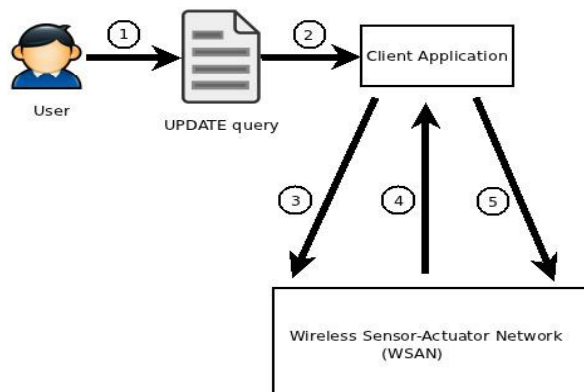 1
2
Client Application
User
UPDATE query
3
4
5
Wireless Sensor-Actuator Network
(WSAN)